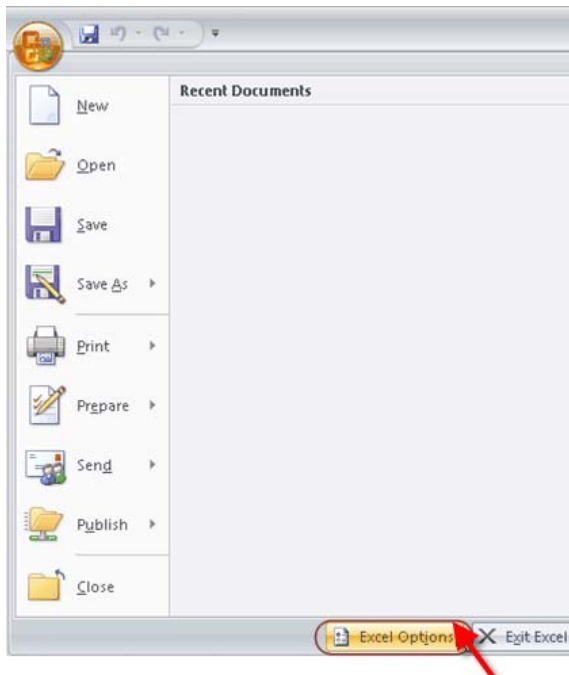 Recent Documents
New
Open
Save
Save As
Print
Prepare
Send
Publish
Close
Excel Options
Exit Excel